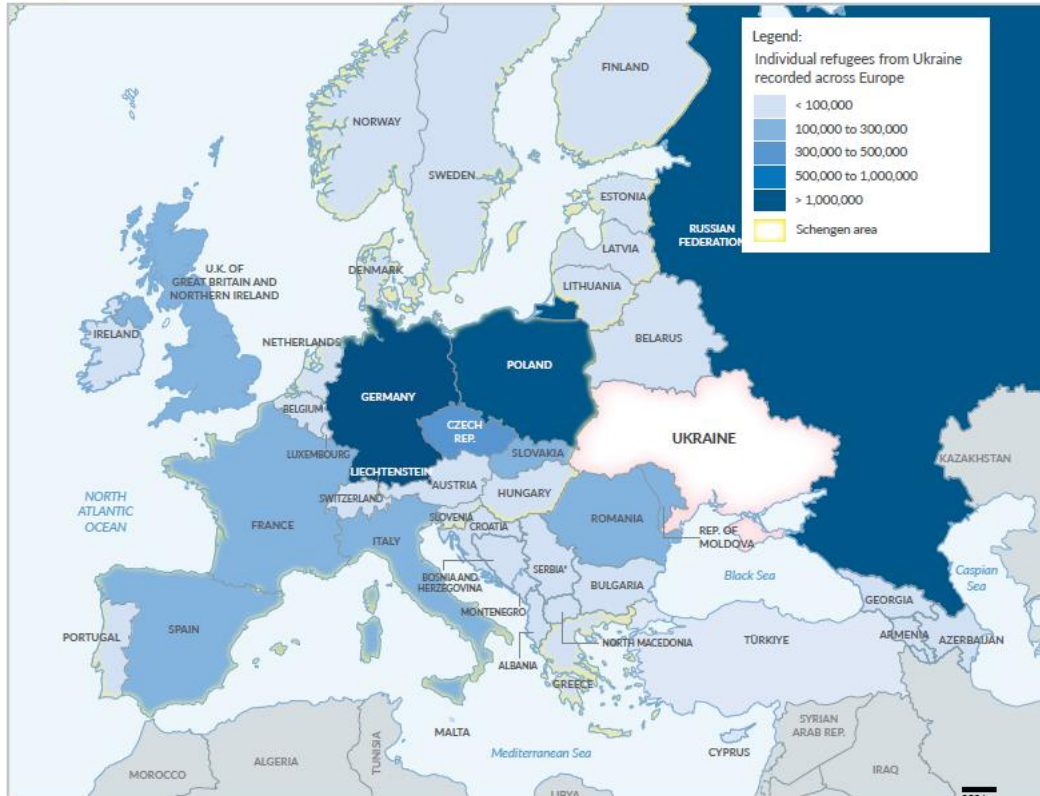 Legend:
Individual refugees from Ukraine
recorded across Europe
< 100,000
100,000 to 300,000
300,000 to 500,000
500,000 to 1,000,000
> 1,000,000
Schengen area
FINLAND
NORWAY
SWEDEN
ESTONIA
RUSSIAN
FEDERATION
LATVIA
DENMARK
LITHUANIA
U.K. OF
GREAT BRITAIN AND
NORTHERN IRELAND
IRELAND
NETHERLANDS
BELARUS
POLAND
GERMANY
BELGIUM
CZECH
REP.
UKRAINE
LUXEMBOURG
SLOVAKIA
LIECHTENSTEIN
KAZAKHSTAN
AUSTRIA
SWITZERLAND
HUNGARY
NORTH
ATLANTIC
OCEAN
FRANCE
SLOVENIA
CROATIA
ROMANIA
ITALY
REP. OF
MOLDOVA
BOSNIA AND
HERZEGOVINA
SERBIA*
Black Sea
Caspian
Sea
BULGARIA
GEORGIA
MONTENEGRO
PORTUGAL
SPAIN
NORTH MACEDONIA
TÜRKIYE
ARMENIA
AZERBAIJAN
ALBANIA
GREECE
MALTA
Mediterranean Sea
CYPRUS
SYRIAN
ARAB REP.
IRAQ
MOROCCO
ALGERIA
TUNISIA
LIBYA